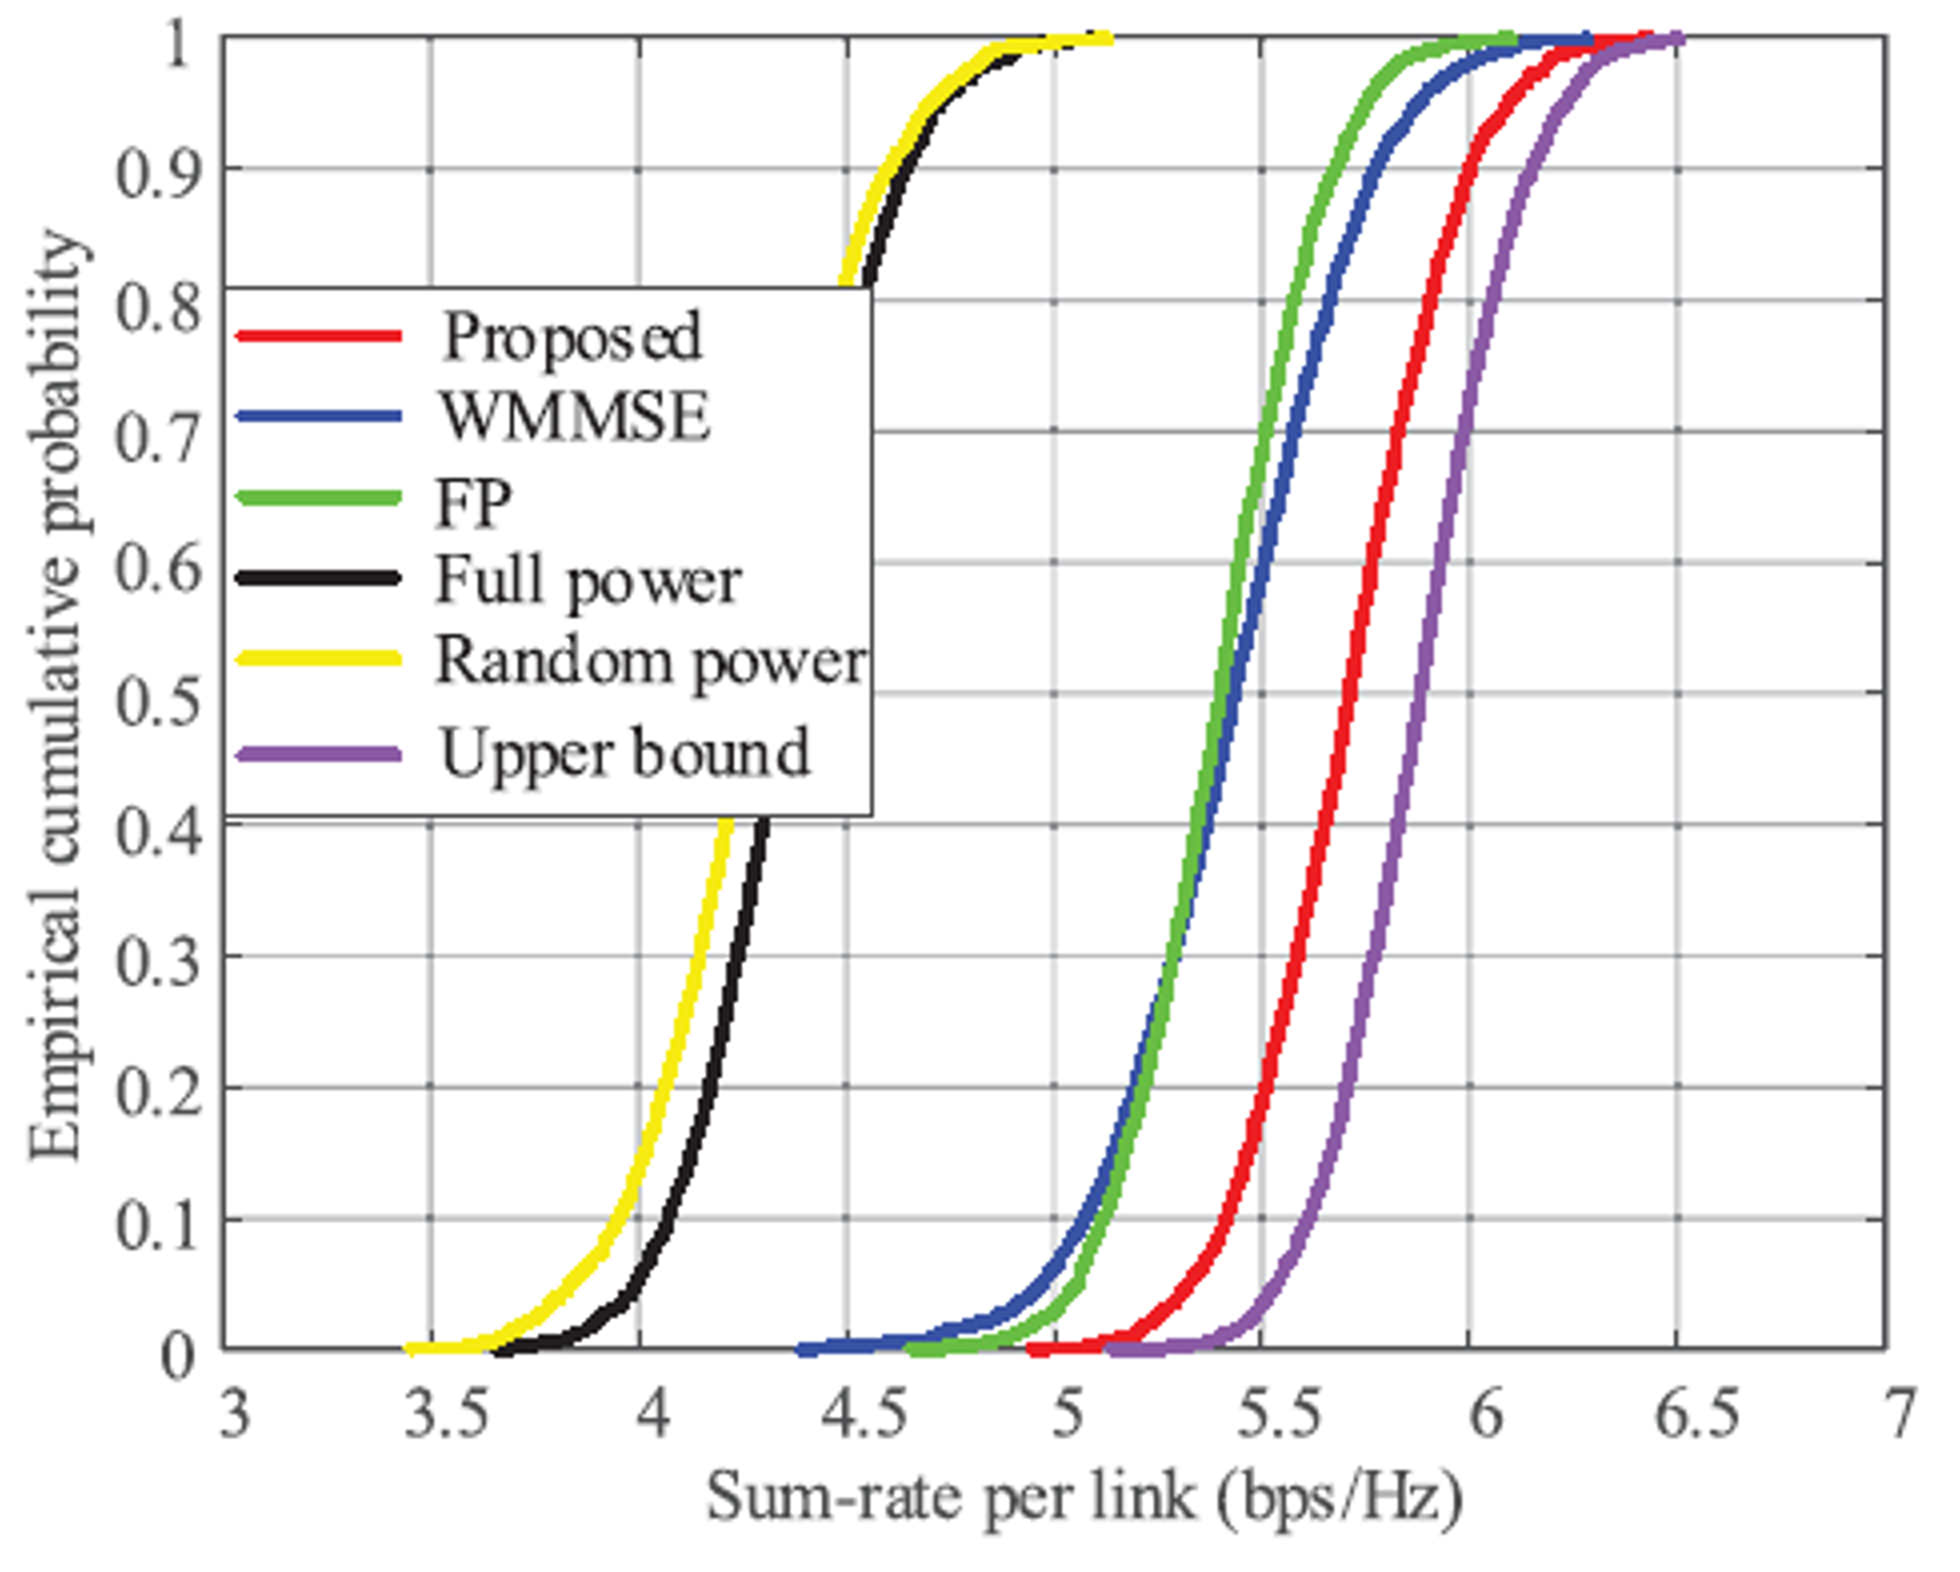 Empirical cumulative probability
1
0.9
0.8
0.7
0.6
0.5
0.4
0.3
0.2
0.1
0
Proposed
WMMSE
FP
Full power
Random power
Upper bound
3 3.5 4 4.5 5 5.5 6 6.5 7
Sum-rate per link (bps/Hz)